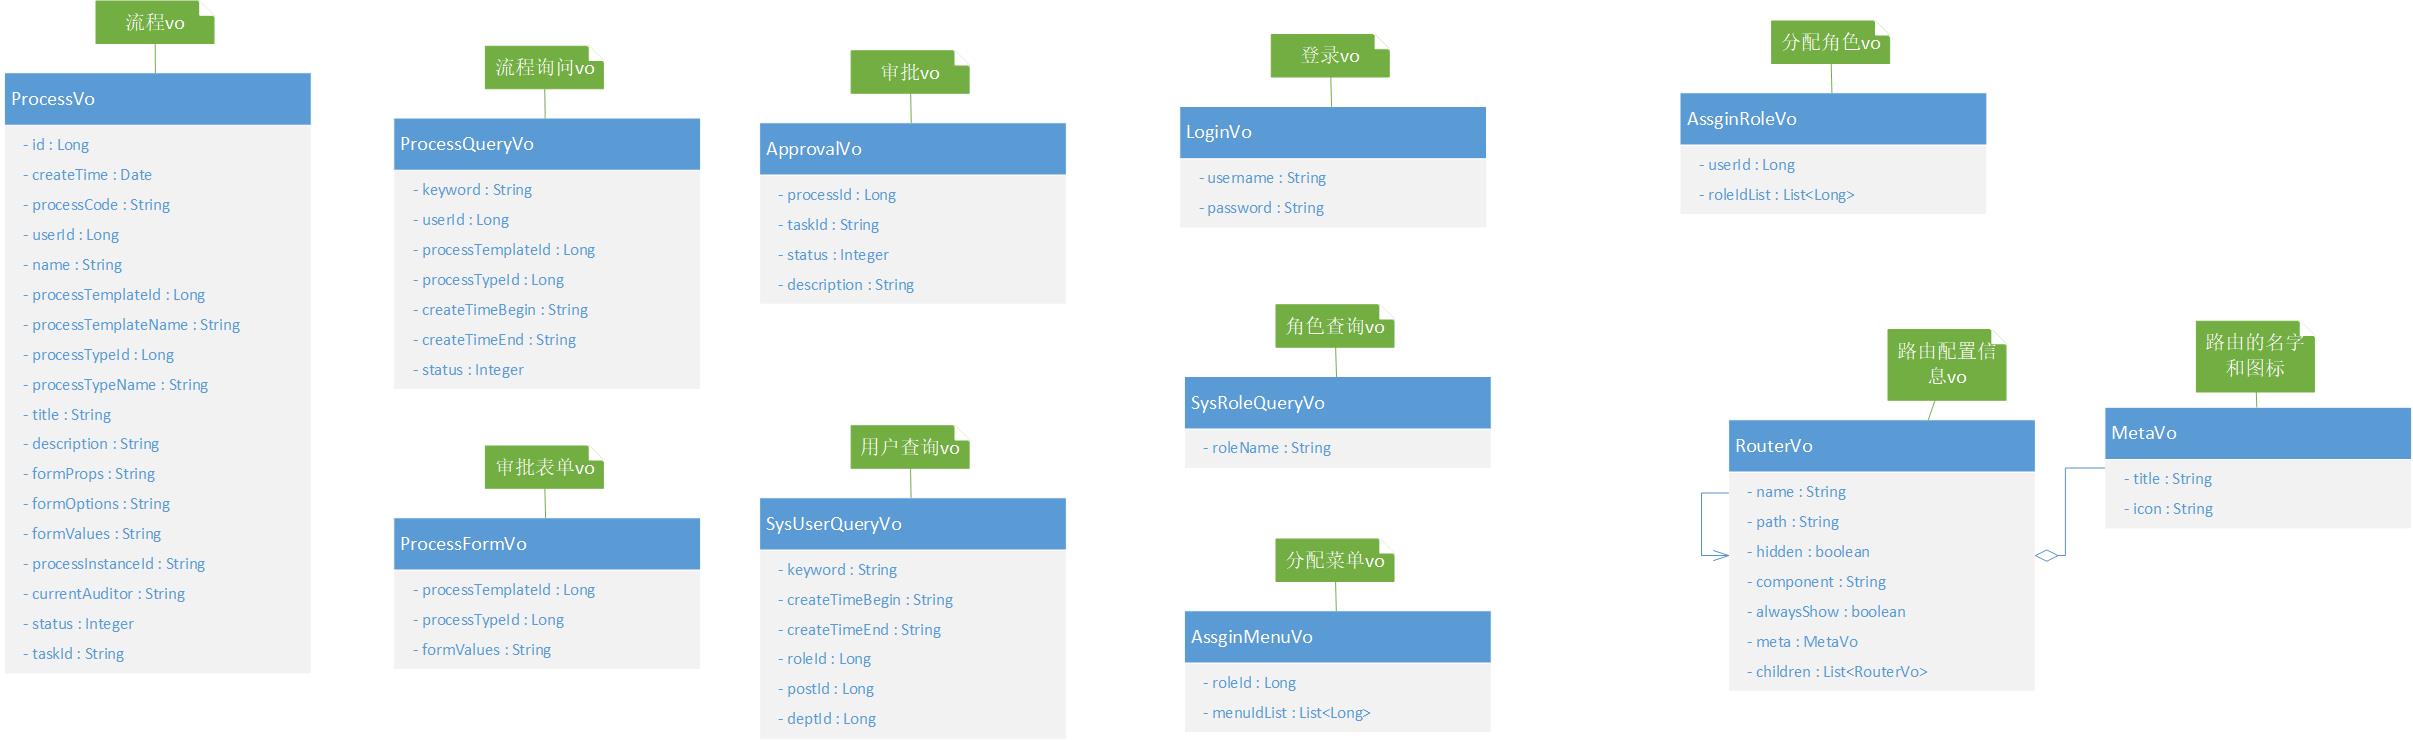 流程vo
ProcessVo
- id : Long
- createTime : Date
- processCode : String
- userId : Long
- name : String
- processTemplateId : Long
- processTemplateName : String
- processTypeId : Long
- processTypeName : String
- title : String
- description : String
- formProps : String
- formOptions : String
- formValues : String
- processInstanceId : String
- currentAuditor : String
- status : Integer
- taskId : String
流程询问vo
ProcessQueryVo
- keyword : String
- userId : Long
- processTemplateId : Long
- processTypeId : Long
- createTimeBegin : String
- createTimeEnd : String
- status : Integer
审批表单vo
ProcessFormVo
- processTemplateId : Long
- processTypeId : Long
- formValues : String
审批vo
ApprovalVo
- processId : Long
- taskId : String
- status : Integer
- description : String
用户查询vo
SysUserQueryVo
- keyword : String
- createTimeBegin : String
- createTimeEnd : String
- roleId : Long
- postId : Long
- deptId : Long
登录vo
LoginVo
- username : String
- password : String
角色查询vo
SysRoleQueryVo
- roleName : String
分配菜单vo
AssginMenuVo
- roleId : Long
- menuIdList : List<Long>
分配角色vo
AssginRoleVo
- userId : Long
- roleIdList : List<Long>
路由配置信
息vo
RouterVo
- name : String
- path : String
- hidden : boolean
- component : String
- alwaysShow : boolean
- meta : MetaVo
- children : List<RouterVo>
路由的名字
和图标
MetaVo
- title : String
- icon : String